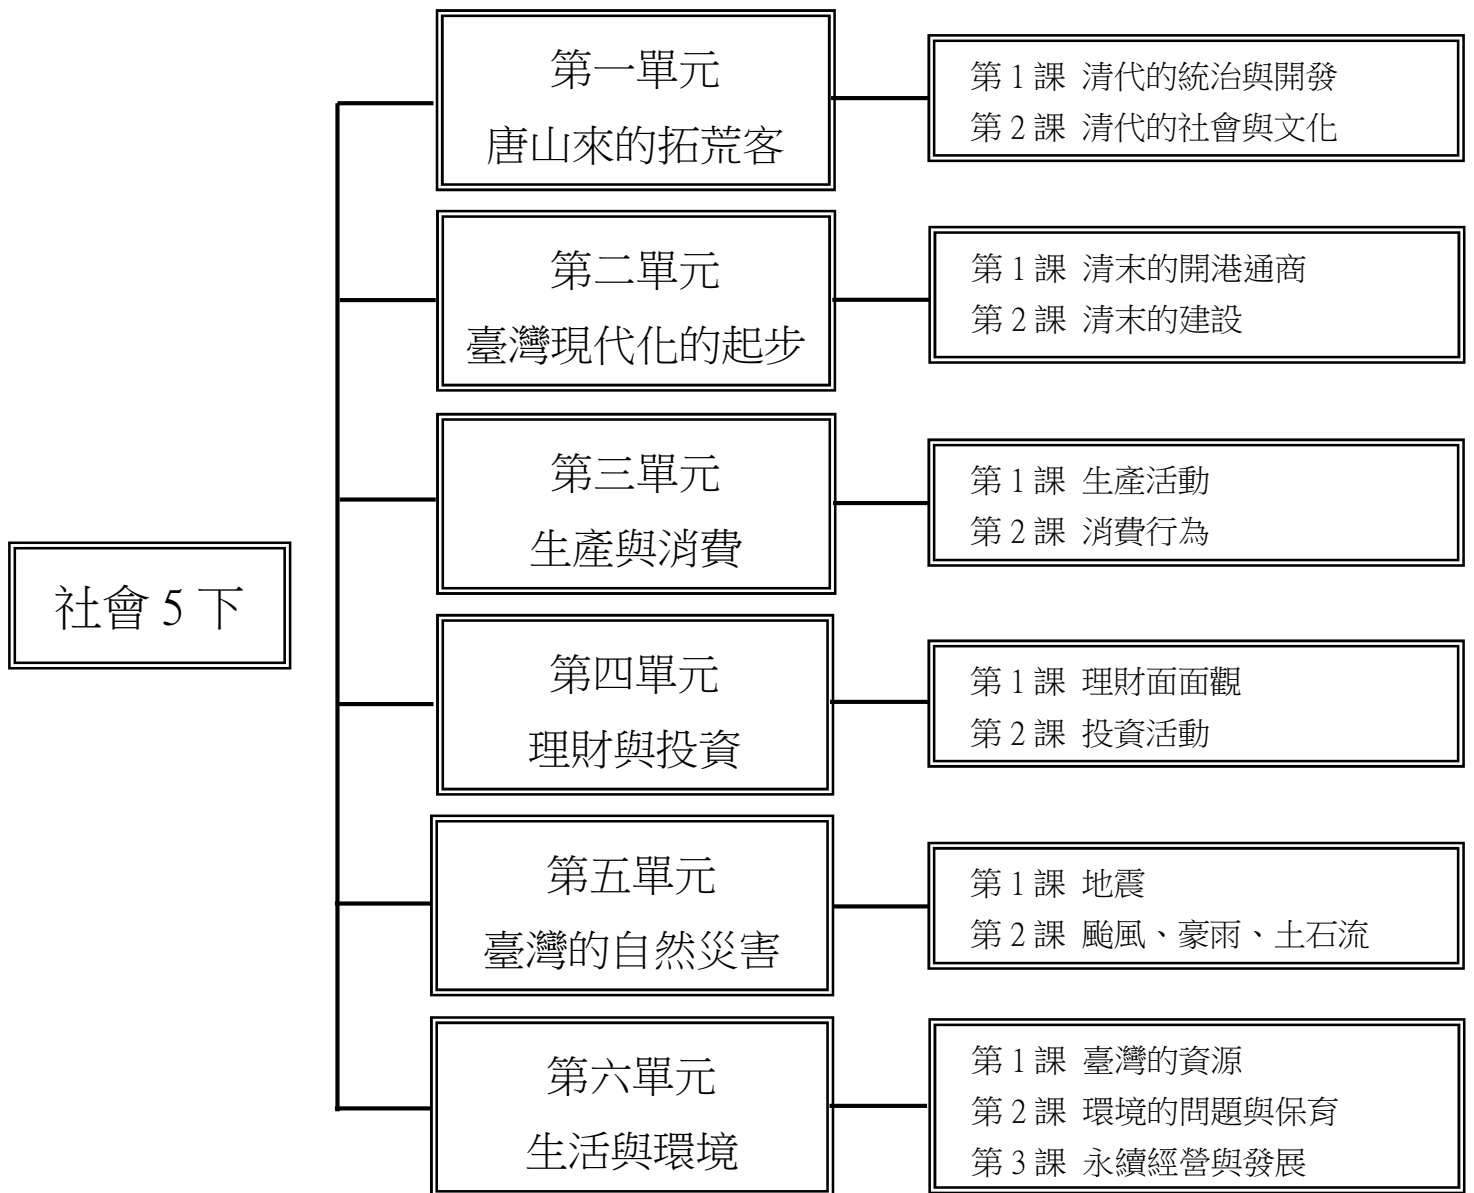 社會 5 下
第一單元
唐山來的拓荒客
第 1 課 清代的統治與開發
第 2 課 清代的社會與文化
第二單元
臺灣現代化的起步
第 1 課 清末的開港通商
第 2 課 清末的建設
第三單元
生產與消費
第 1 課 生產活動
第 2 課 消費行為
第四單元
理財與投資
第 1 課 理財面面觀
第 2 課 投資活動
第五單元
臺灣的自然災害
第 1 課 地震
第 2 課 颱風、豪雨、土石流
第六單元
生活與環境
第 1 課 臺灣的資源
第 2 課 環境的問題與保育
第 3 課 永續經營與發展